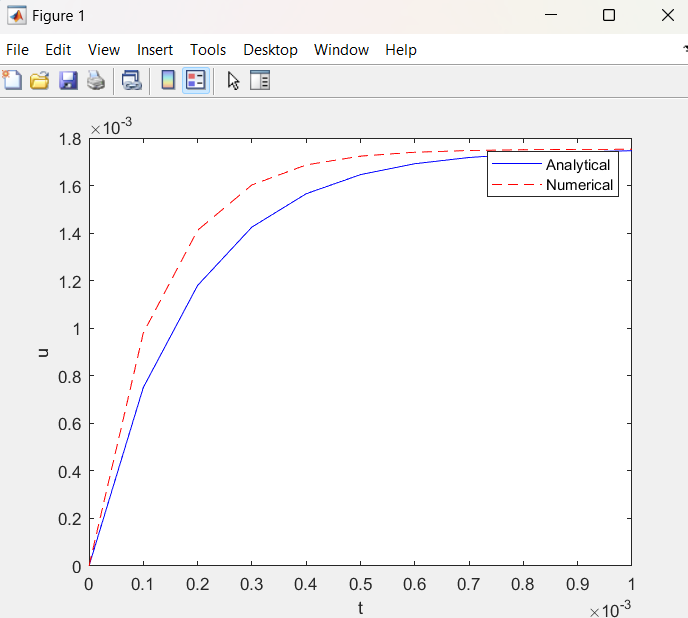 Figure 1
File Edit View Insert Tools Desktop Window Help
×10⁻³
1.8
1.6
1.4
1.2
1
0.8
0.6
0.4
0.2
0
u
Analytical
Numerical
0 0.1 0.2 0.3 0.4 0.5 0.6 0.7 0.8 0.9 1
t
×10⁻³